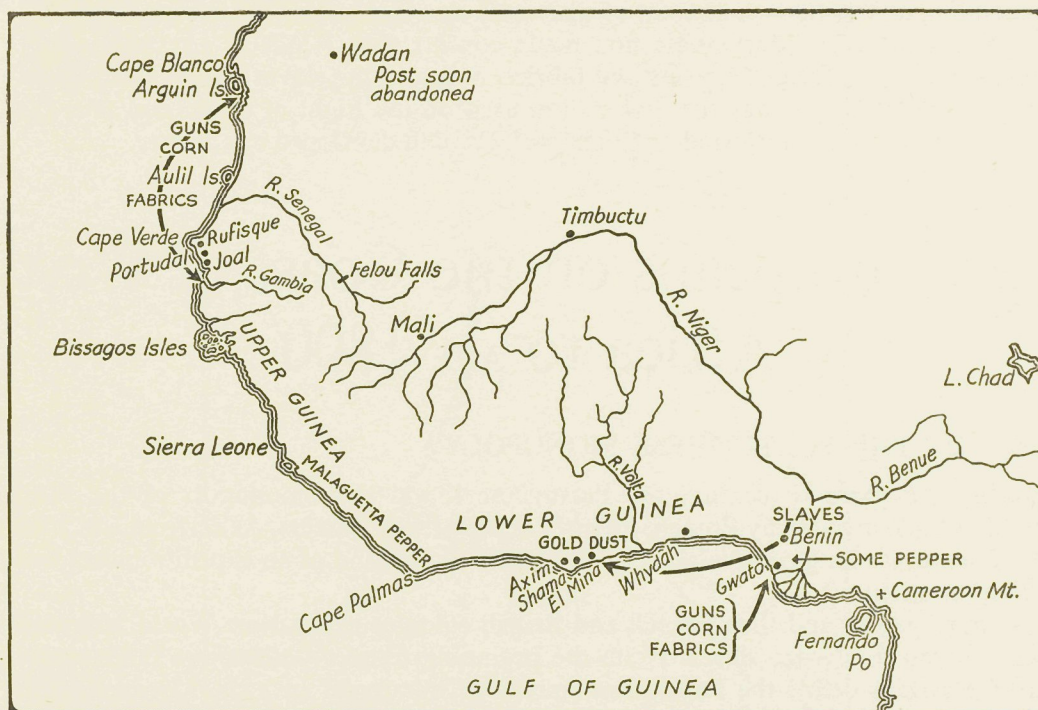 Wadan
Post soon
abandoned
Cape Blanco
Arguin Is.
GUNS
CORN
Aulil Is.
FABRICS
R. Senegal
Cape Verde
Rufisque
Portudal
Joal
R. Gambia
Felou Falls
Timbuctu
Mali
R. Niger
Bissagos Isles
UPPER GUINEA
L. Chad
Sierra Leone
MALAGUETTA PEPPER
R. Volta
R. Benue
LOWER GUINEA
SLAVES
Benin
GOLD DUST
SOME PEPPER
Axim
Shama
El Mina
Whydah
Gwato
Cape Palmas
Cameroon Mt.
GUNS
CORN
FABRICS
Fernando
Po
GULF OF GUINEA